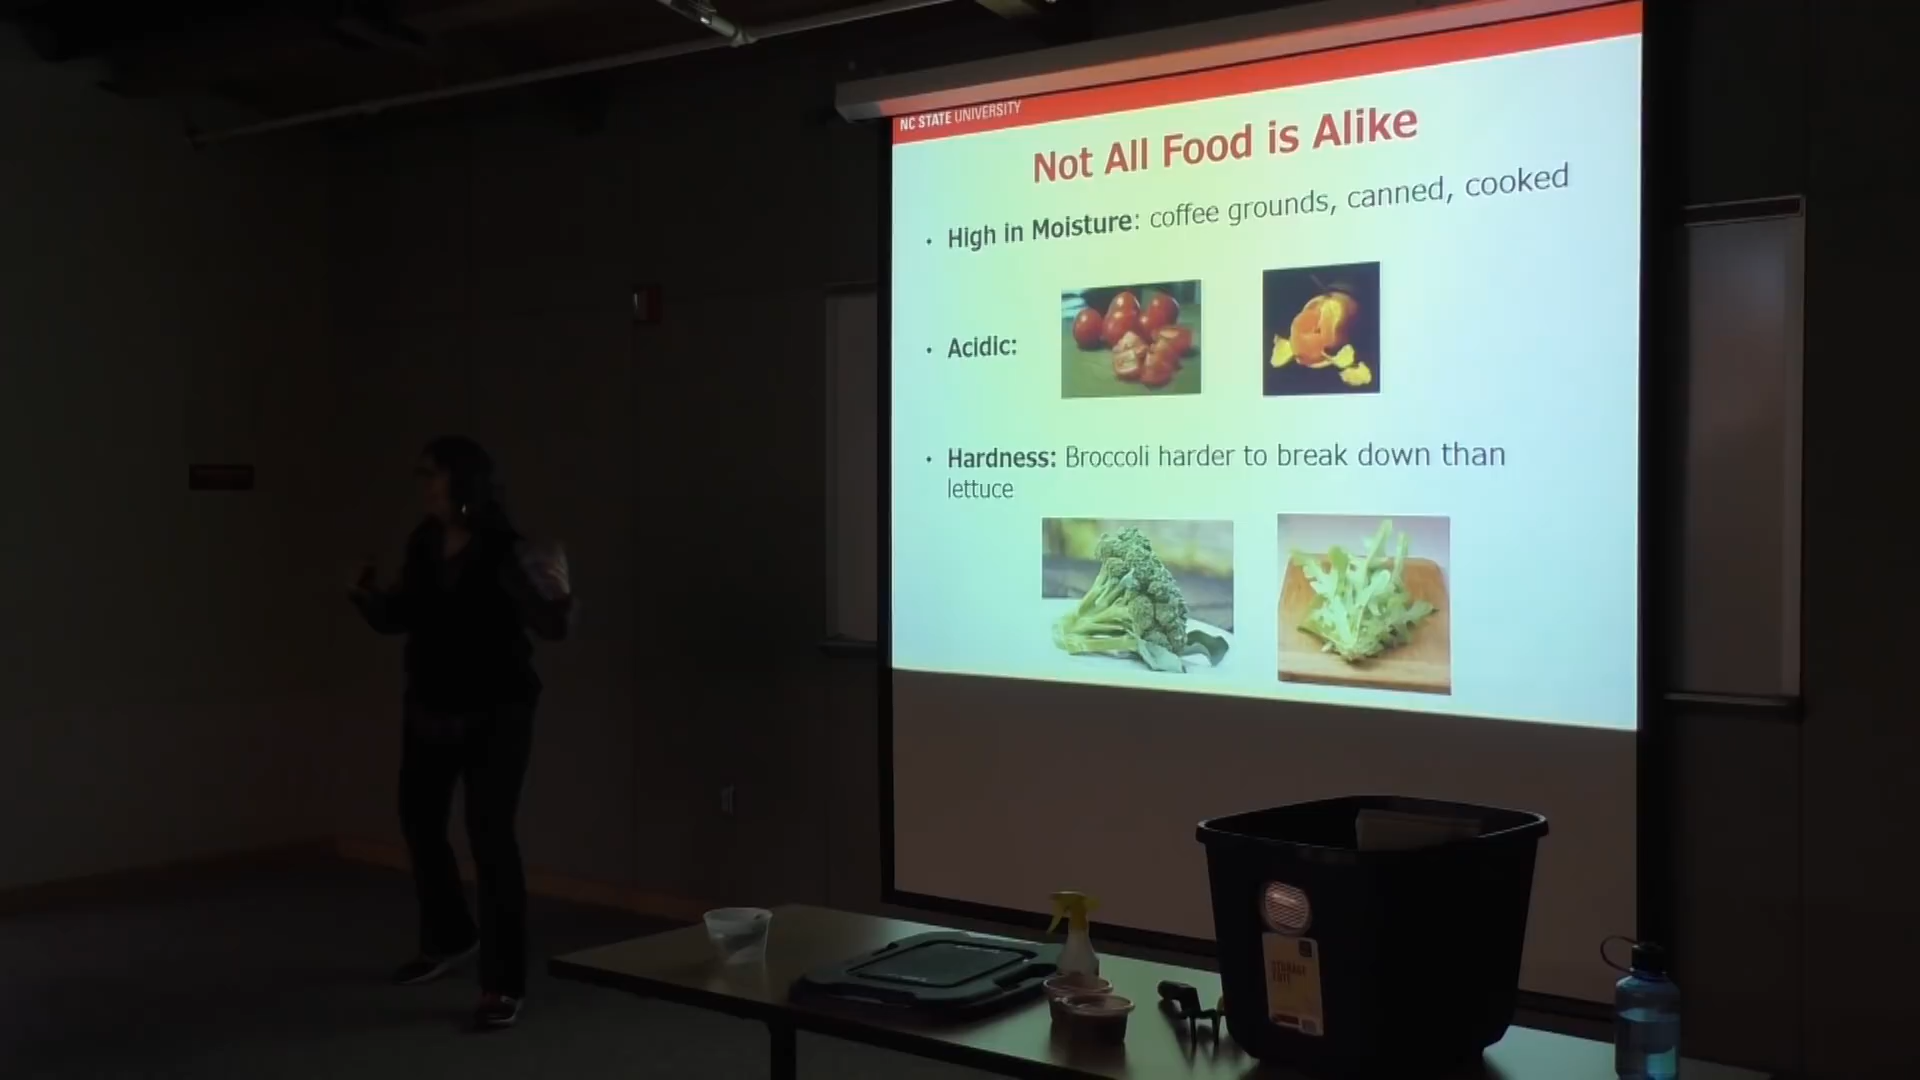 NC STATE UNIVERSITY
Not All Food is Alike
• High in Moisture: coffee grounds, canned, cooked
• Acidic:
• Hardness: Broccoli harder to break down than
lettuce